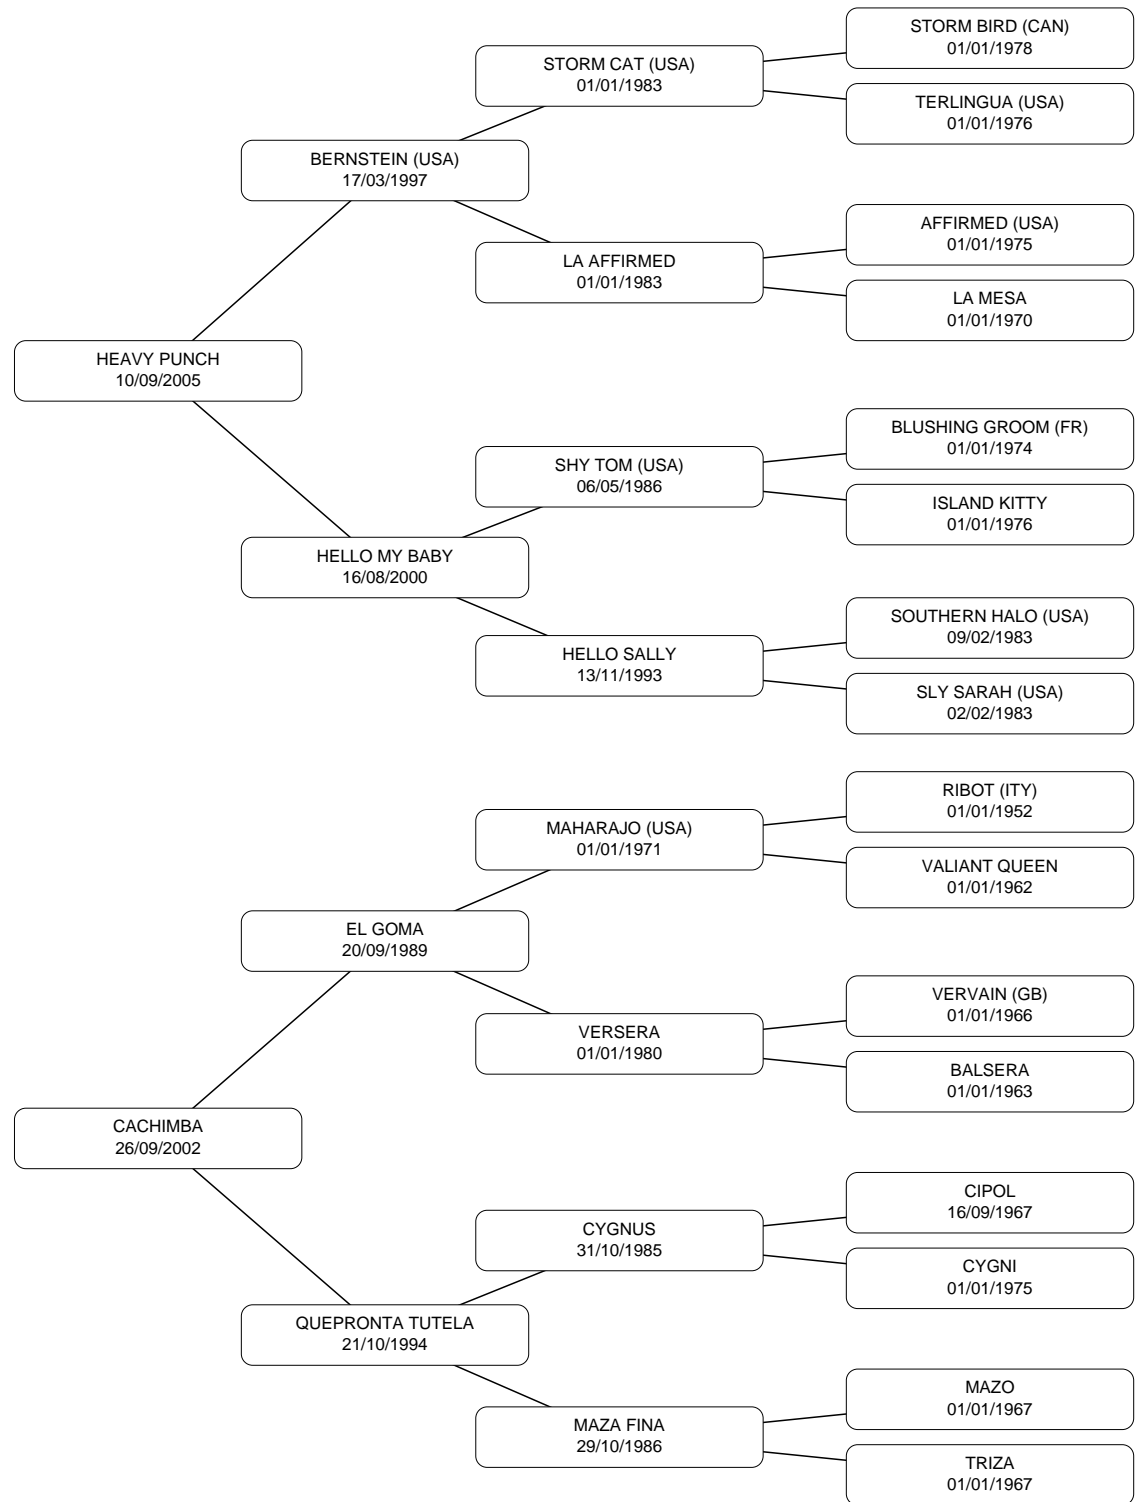 STORM BIRD (CAN)
01/01/1978
STORM CAT (USA)
01/01/1983
TERLINGUA (USA)
01/01/1976
BERNSTEIN (USA)
17/03/1997
AFFIRMED (USA)
01/01/1975
LA AFFIRMED
01/01/1983
LA MESA
01/01/1970
HEAVY PUNCH
10/09/2005
BLUSHING GROOM (FR)
01/01/1974
SHY TOM (USA)
06/05/1986
ISLAND KITTY
01/01/1976
HELLO MY BABY
16/08/2000
SOUTHERN HALO (USA)
09/02/1983
HELLO SALLY
13/11/1993
SLY SARAH (USA)
02/02/1983
RIBOT (ITY)
01/01/1952
MAHARAJO (USA)
01/01/1971
VALIANT QUEEN
01/01/1962
EL GOMA
20/09/1989
VERVAIN (GB)
01/01/1966
VERSERA
01/01/1980
BALSERA
01/01/1963
CACHIMBA
26/09/2002
CIPOL
16/09/1967
CYGNUS
31/10/1985
CYGNI
01/01/1975
QUEPRONTA TUTELA
21/10/1994
MAZO
01/01/1967
MAZA FINA
29/10/1986
TRIZA
01/01/1967